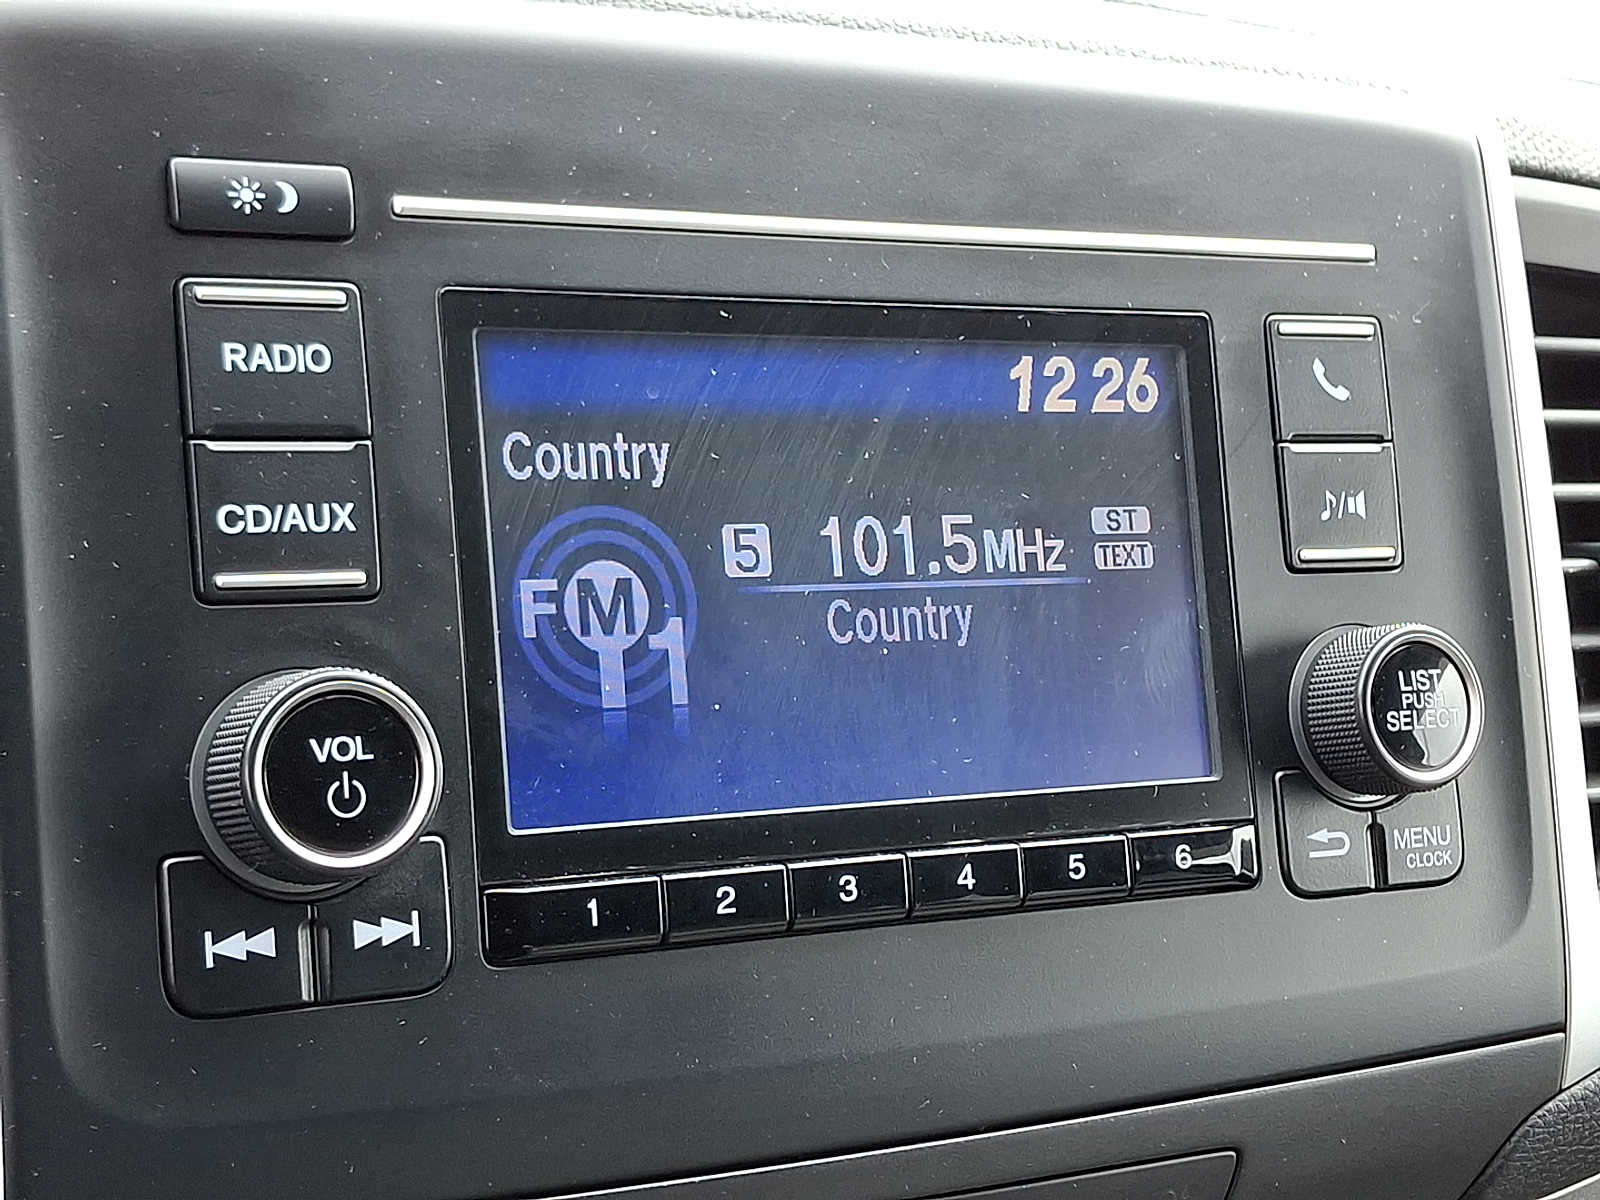 RADIO
CD/AUX
VOL
12 26
Country
FM 1
5 101.5MHz ST
TEXT
Country
LIST
PUSH
SELECT
MENU
CLOCK
1 2 3 4 5 6